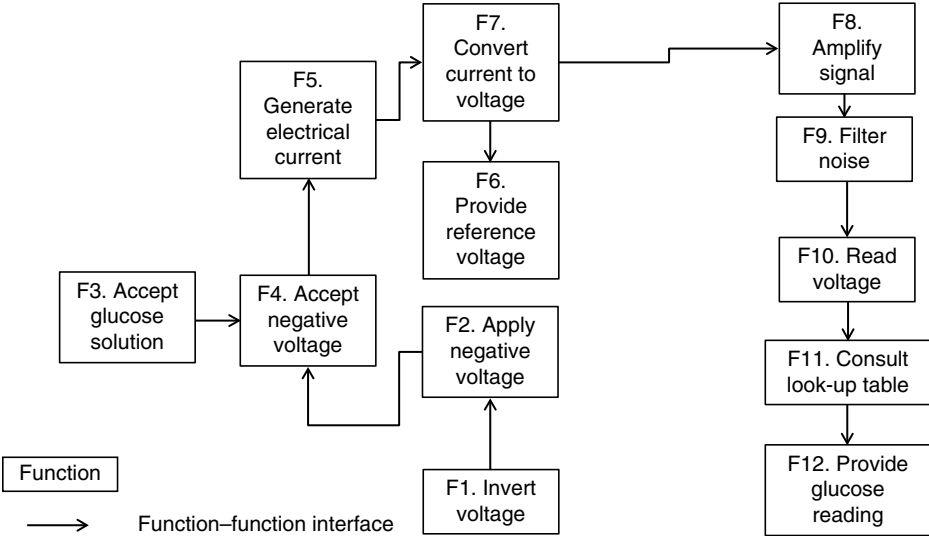 F7.
Convert
current to
voltage
F8.
Amplify
signal
F5.
Generate
electrical
current
F9. Filter
noise
F6.
Provide
reference
voltage
F10. Read
voltage
F3. Accept
glucose
solution
F4. Accept
negative
voltage
F2. Apply
negative
voltage
F11. Consult
look-up table
F12. Provide
glucose
reading
Function
F1. Invert
voltage
Function–function interface